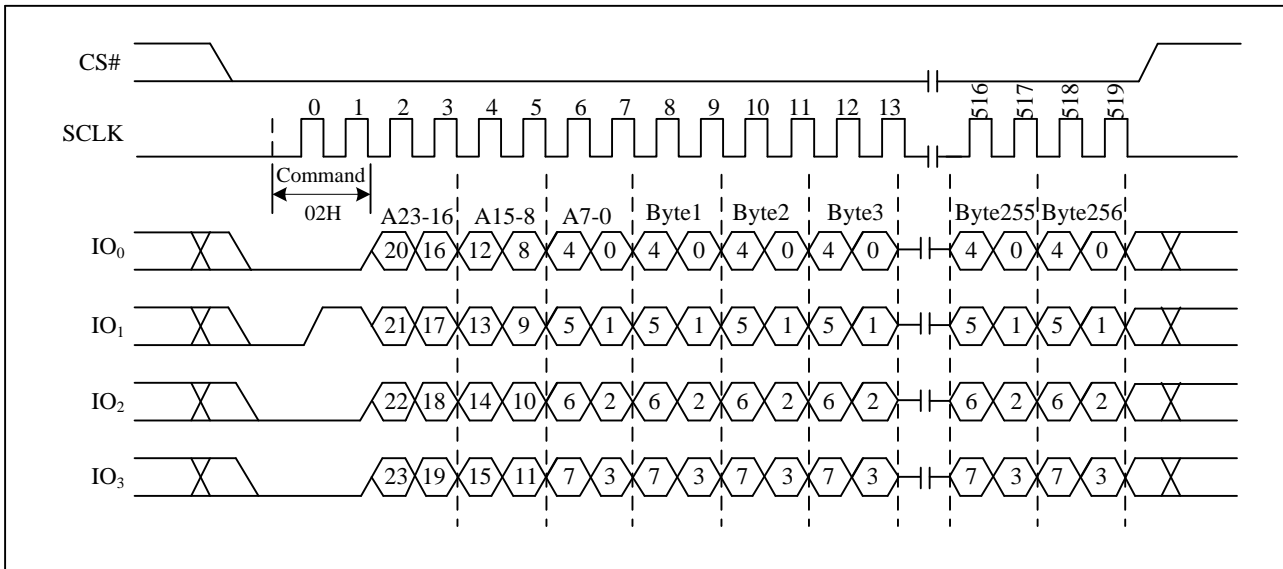 CS#
0 1 2 3 4 5 6 7 8 9 10 11 12 13 516 517 518 519
SCLK
Command
02H
A23-16 A15-8 A7-0 Byte1 Byte2 Byte3 Byte255 Byte256
IO0 20 16 12 8 4 0 4 0 4 0 4 0 4 0 4 0
IO1 21 17 13 9 5 1 5 1 5 1 5 1 5 1 5 1
IO2 22 18 14 10 6 2 6 2 6 2 6 2 6 2 6 2
IO3 23 19 15 11 7 3 7 3 7 3 7 3 7 3 7 3